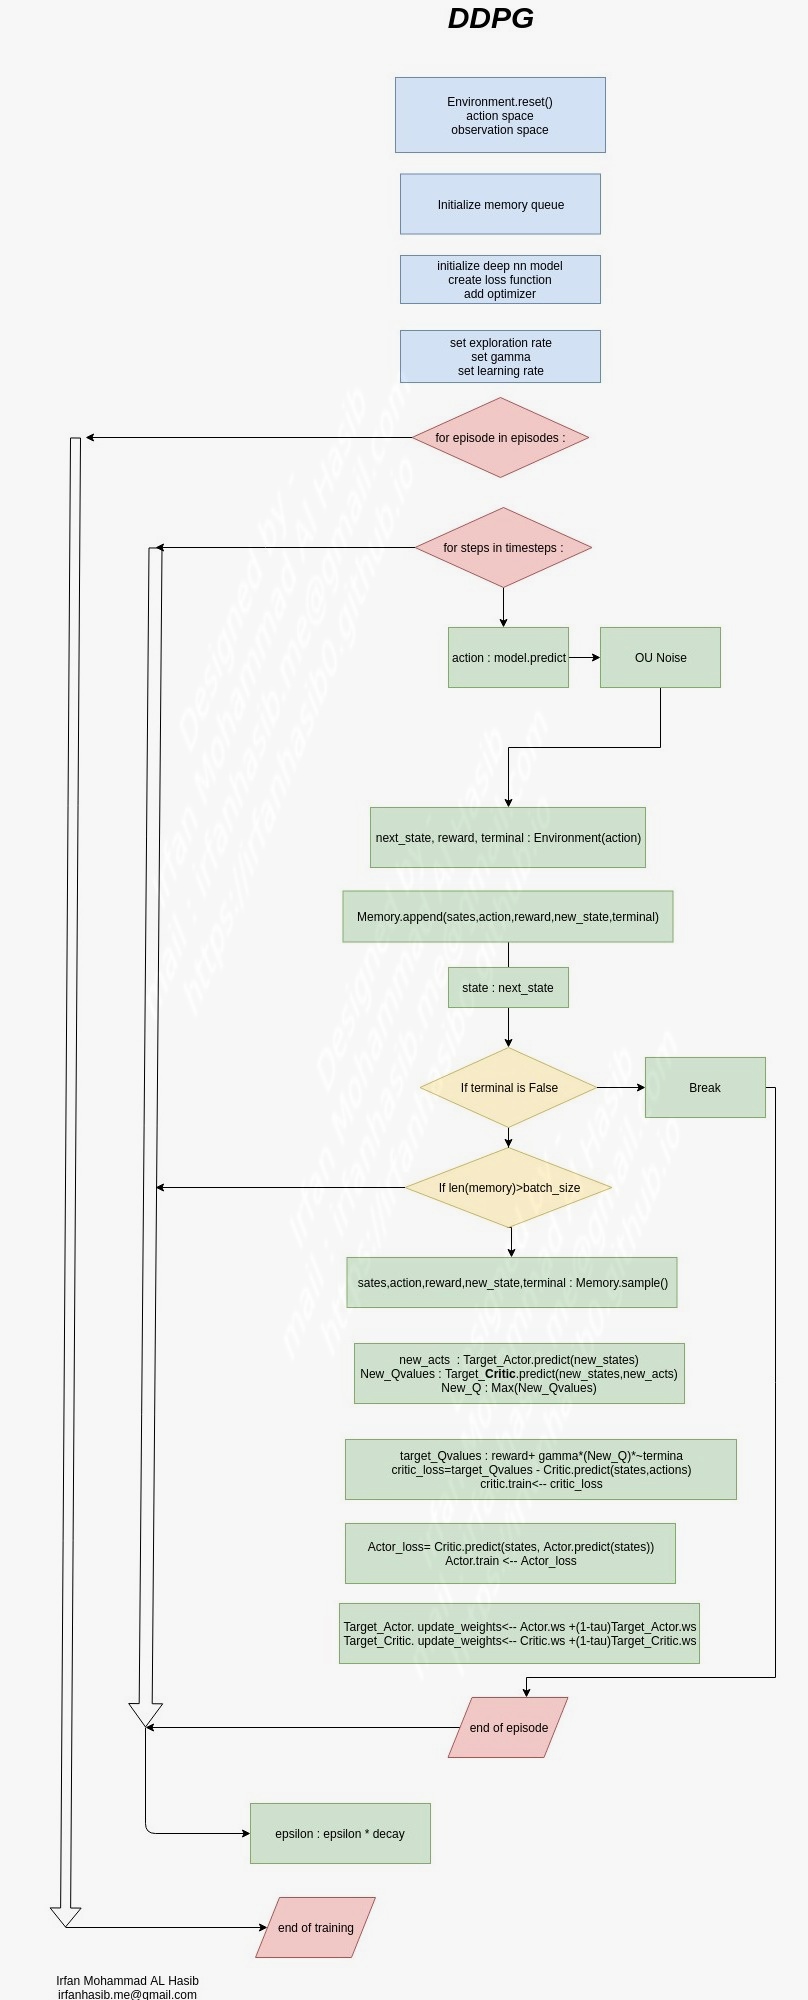 DDPG
Environment.reset()
action space
observation space
Initialize memory queue
initialize deep nn model
create loss function
add optimizer
set exploration rate
set gamma
set learning rate
for episode in episodes :
for steps in timesteps :
action : model.predict
OU Noise
next_state, reward, terminal : Environment(action)
Memory.append(sates,action,reward,new_state,terminal)
state : next_state
If terminal is False
Break
If len(memory)>batch_size
sates,action,reward,new_state,terminal : Memory.sample()
new_acts : Target_Actor.predict(new_states)
New_Qvalues : Target_Critic.predict(new_states,new_acts)
New_Q : Max(New_Qvalues)
target_Qvalues : reward+ gamma*(New_Q)*~termina
critic_loss=target_Qvalues - Critic.predict(states,actions)
critic.train<-- critic_loss
Actor_loss= Critic.predict(states, Actor.predict(states))
Actor.train <-- Actor_loss
Target_Actor. update_weights<-- Actor.ws +(1-tau)Target_Actor.ws
Target_Critic. update_weights<-- Critic.ws +(1-tau)Target_Critic.ws
end of episode
epsilon : epsilon * decay
end of training
Irfan Mohammad AL Hasib
irfanhasib.me@gmail.com
Designed by -
Irfan Mohammad Al Hasib
mail : irfanhasib.me@gmail.com
https://irfanhasib0.github.io